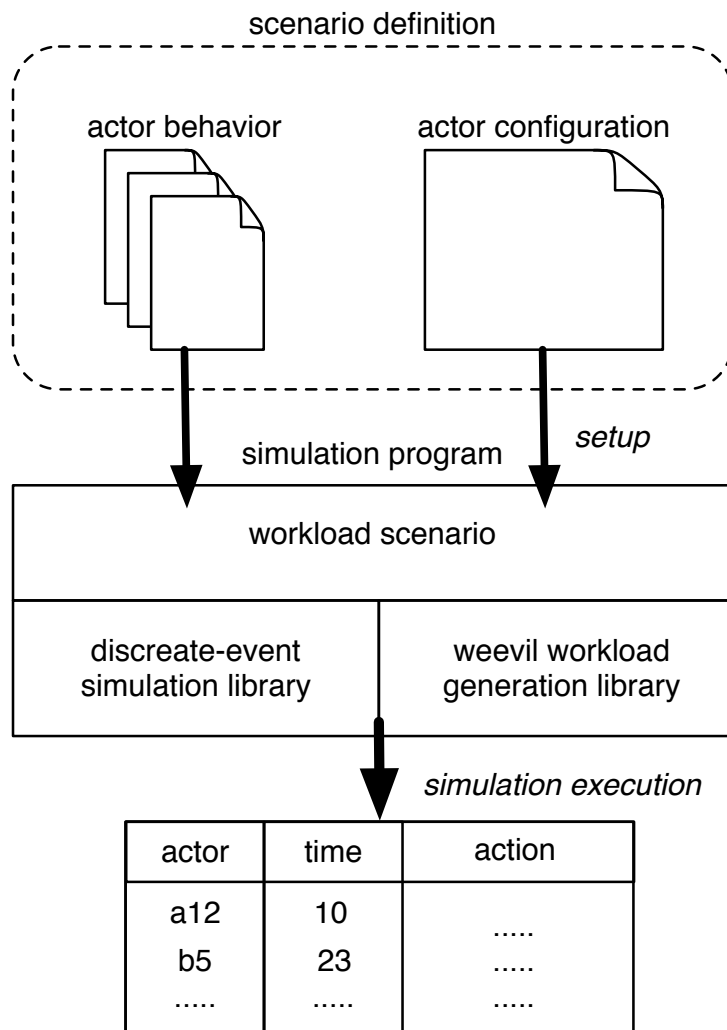 scenario definition
actor behavior
actor configuration
setup
simulation program
workload scenario
discreate-event
simulation library
weevil workload
generation library
simulation execution
actor time action
a12 10 .....
b5 23 .....
..... ..... .....